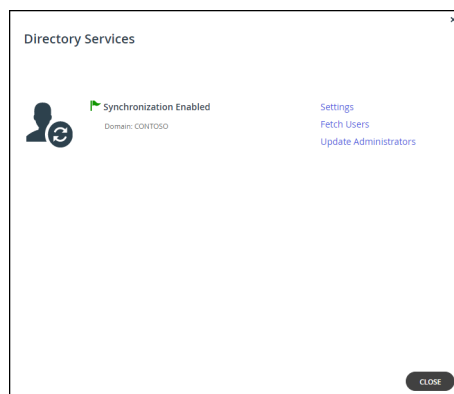 ×
Directory Services
Synchronization Enabled
Domain: CONTOSO
Settings
Fetch Users
Update Administrators
CLOSE